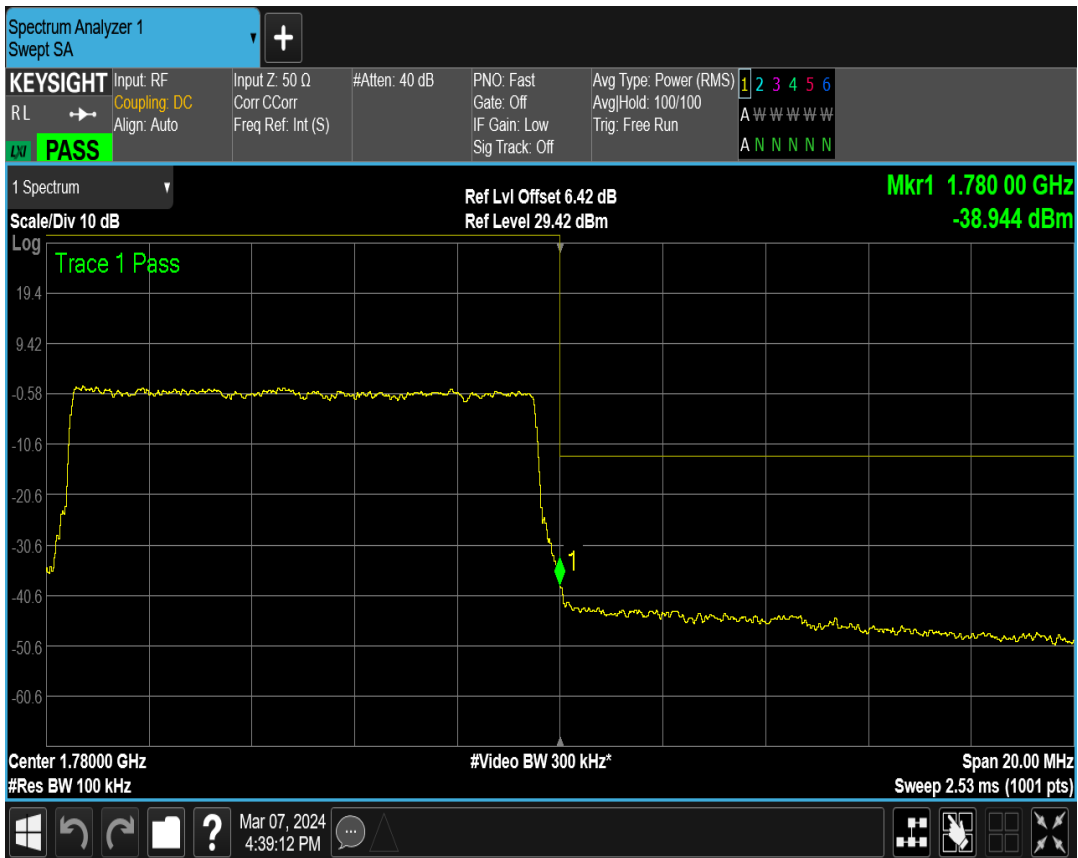 Spectrum Analyzer 1
Swept SA
+
KEYSIGHT
RL
LXI PASS
Input: RF
Coupling: DC
Align: Auto
Input Z: 50 Ω
Corr CCorr
Freq Ref: Int (S)
#Atten: 40 dB
PNO: Fast
Gate: Off
IF Gain: Low
Sig Track: Off
Avg Type: Power (RMS)
Avg|Hold: 100/100
Trig: Free Run
1 2 3 4 5 6
A W W W W W
A N N N N N
1 Spectrum
Scale/Div 10 dB
Ref Lvl Offset 6.42 dB
Ref Level 29.42 dBm
Mkr1 1.780 00 GHz
-38.944 dBm
Log
Trace 1 Pass
19.4
9.42
-0.58
-10.6
-20.6
-30.6
-40.6
-50.6
-60.6
1
Center 1.78000 GHz
#Res BW 100 kHz
#Video BW 300 kHz*
Span 20.00 MHz
Sweep 2.53 ms (1001 pts)
?
Mar 07, 2024
4:39:12 PM